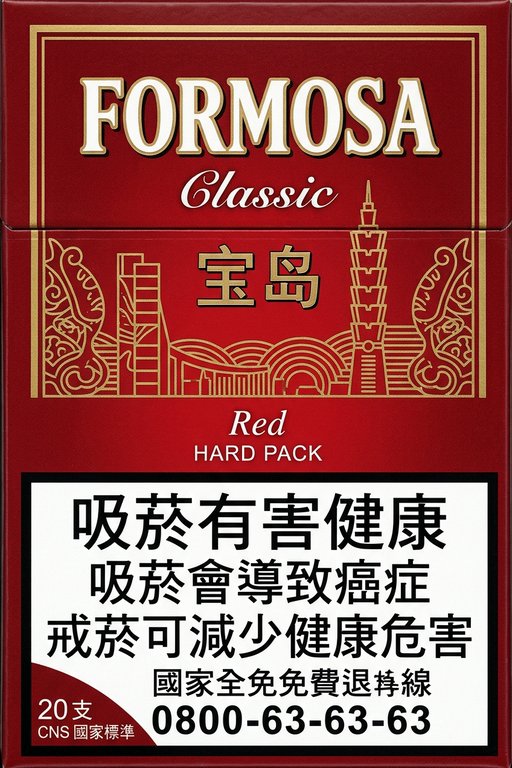 FORMOSA
Classic
宝岛
Red
HARD PACK
吸菸有害健康
吸菸會導致癌症
戒菸可減少健康危害
國家全免免費退 線
0800-63-63-63
20支
CNS 國家標準